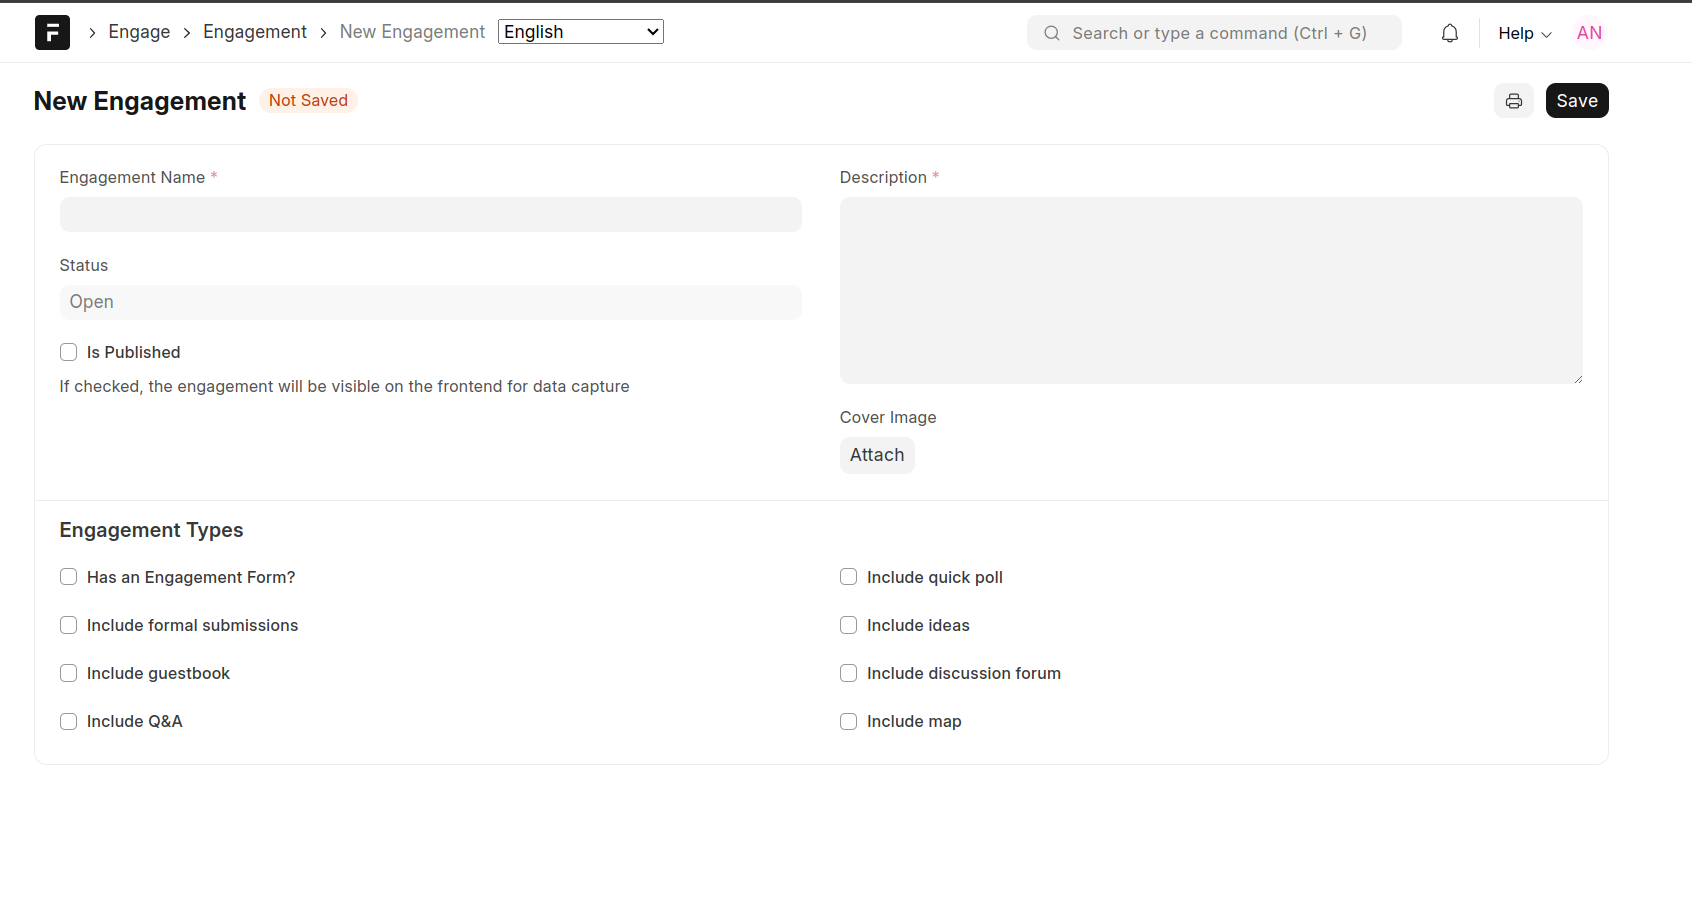 Engage
Engagement
New Engagement
English
Search or type a command (Ctrl + G)
Help
AN
New Engagement
Not Saved
Save
Engagement Name *
Status
Open
Is Published
If checked, the engagement will be visible on the frontend for data capture
Description *
Cover Image
Attach
Engagement Types
Has an Engagement Form?
Include formal submissions
Include guestbook
Include Q&A
Include quick poll
Include ideas
Include discussion forum
Include map